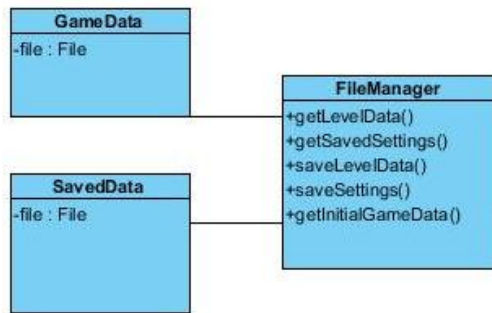 GameData
-file : File
FileManager
+getLevelData()
+getSavedSettings()
+saveLevelData()
+saveSettings()
+getInitialGameData()
SavedData
-file : File